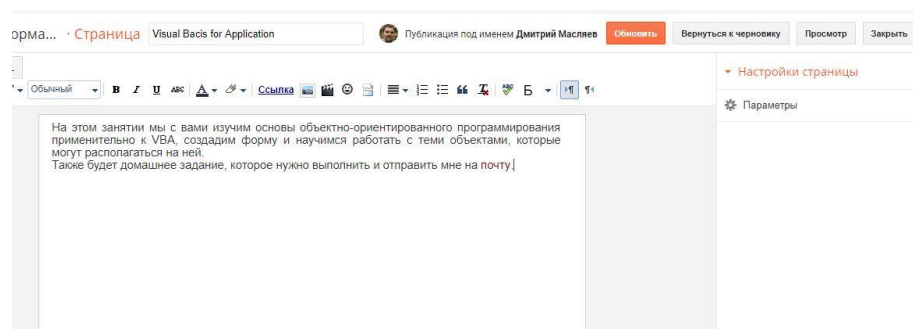 орма... · Страница Visual Bacis for Application Публикация под именем Дмитрий Масляев Обновить Вернуться к черновику Просмотр Закрыть
Обычный B I U ABC A Ссылка Б
Настройки страницы
Параметры
На этом занятии мы с вами изучим основы объектно-ориентированного программирования
применительно к VBA, создадим форму и научимся работать с теми объектами, которые
могут располагаться на ней.
Также будет домашнее задание, которое нужно выполнить и отправить мне на почту.